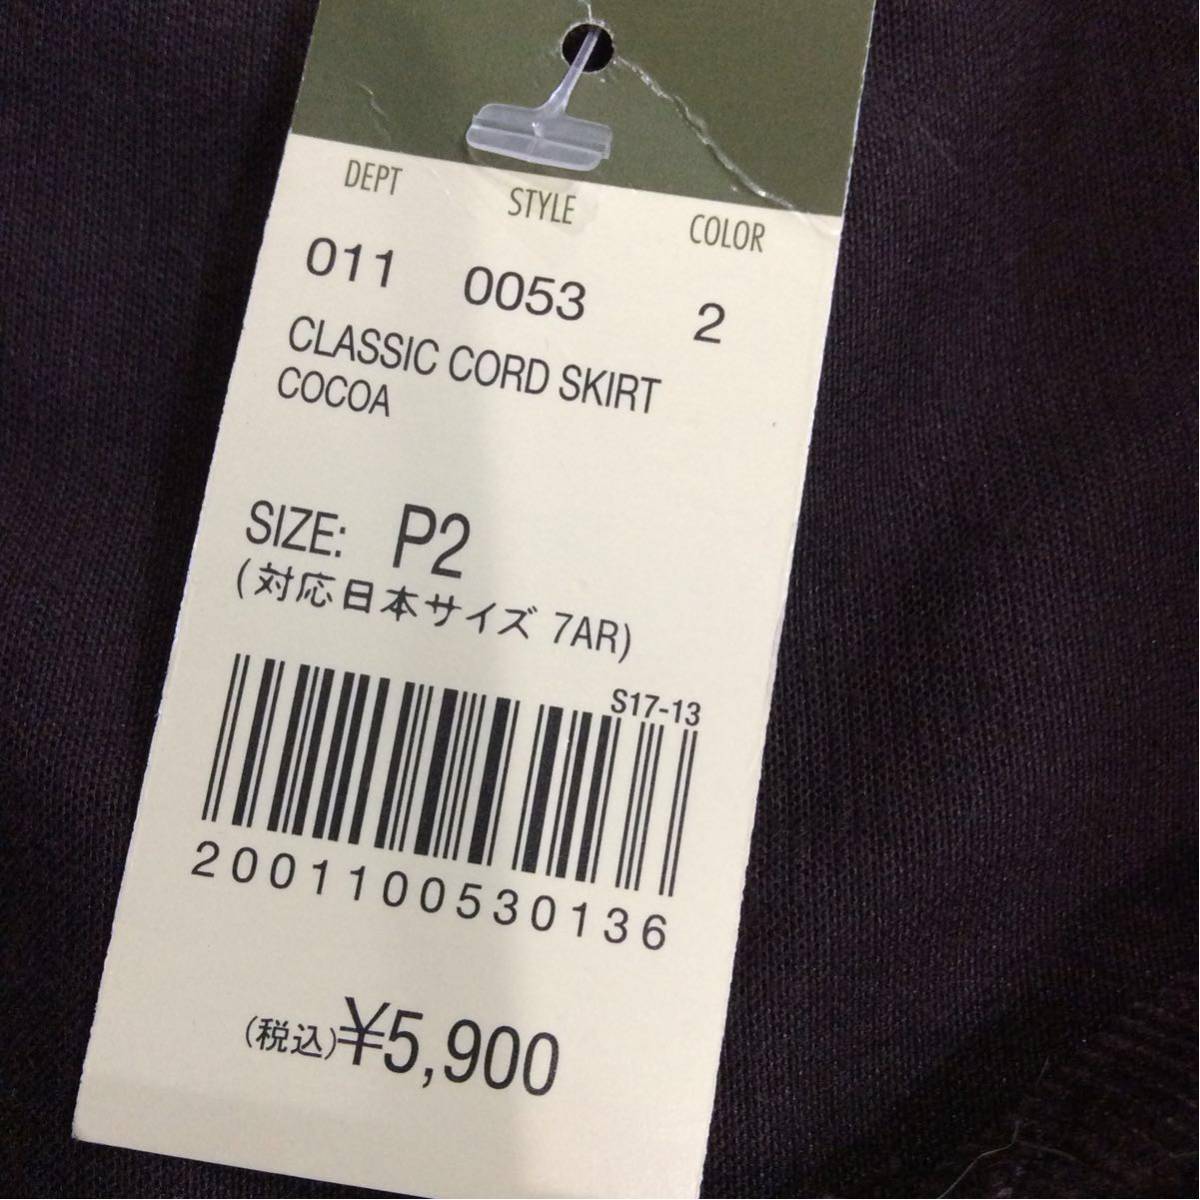 DEPT STYLE COLOR
011 0053 2
CLASSIC CORD SKIRT
COCOA
SIZE: P2
(対応日本サイズ 7AR)
S17-13
2001100530136
(税込)¥5,900